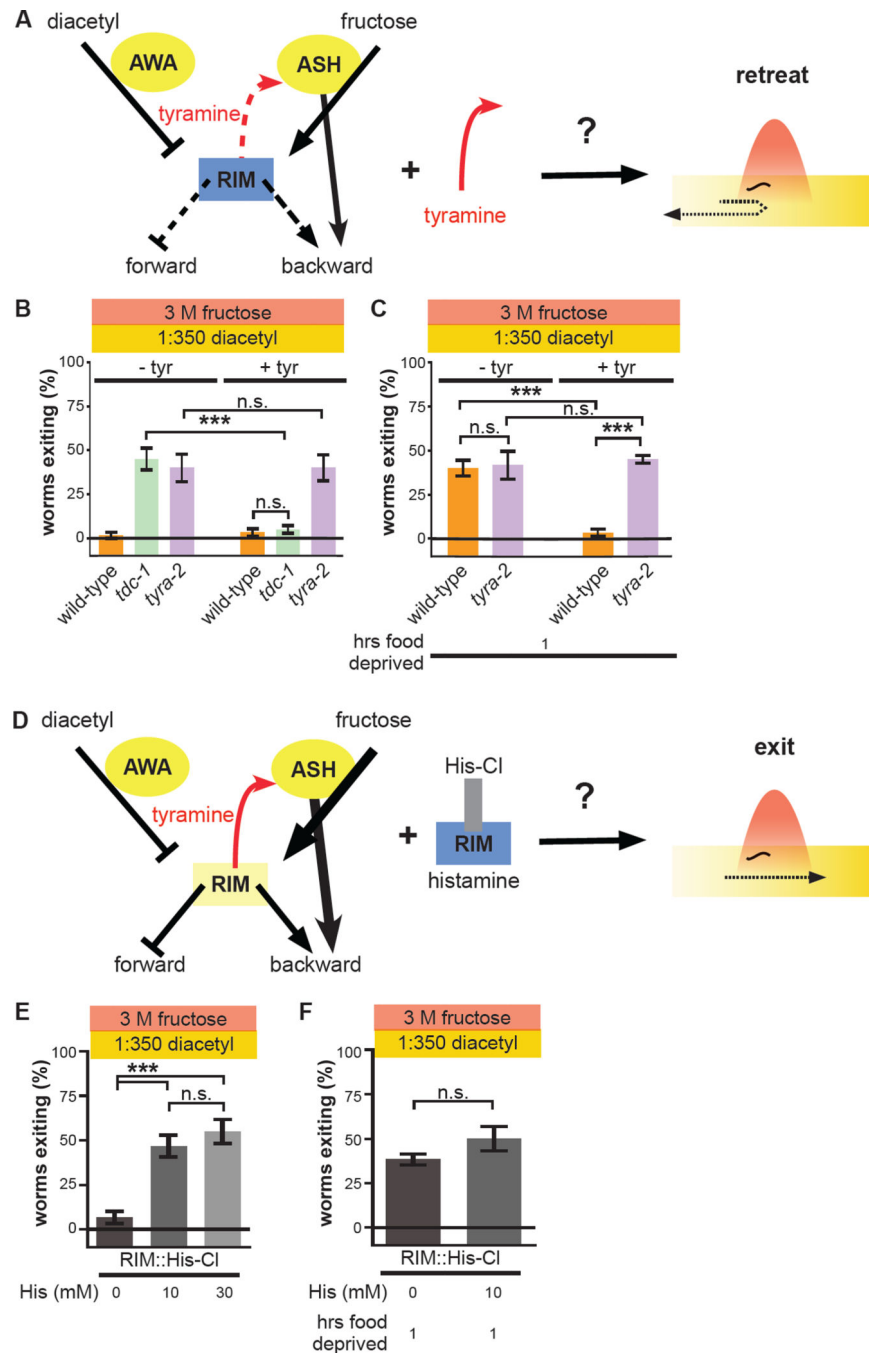 A
diacetyl
fructose
AWA
ASH
tyramine
RIM
forward
backward
+
tyramine
?
retreat
B
3 M fructose
1:350 diacetyl
- tyr
+ tyr
worms exiting (%)
100
75
50
25
0
n.s.
***
n.s.
wild-type
tdc-1
tyra-2
wild-type
tdc-1
tyra-2
C
3 M fructose
1:350 diacetyl
- tyr
+ tyr
worms exiting (%)
100
75
50
25
0
***
n.s.
n.s.
***
wild-type
tyra-2
wild-type
tyra-2
hrs food
deprived
1
D
diacetyl
fructose
AWA
ASH
tyramine
RIM
forward
backward
+
His-Cl
RIM
histamine
?
exit
E
3 M fructose
1:350 diacetyl
worms exiting (%)
100
75
50
25
0
***
n.s.
RIM::His-Cl
His (mM) 0 10 30
F
3 M fructose
1:350 diacetyl
worms exiting (%)
100
75
50
25
0
n.s.
RIM::His-Cl
His (mM) 0 10
hrs food
deprived
1 1